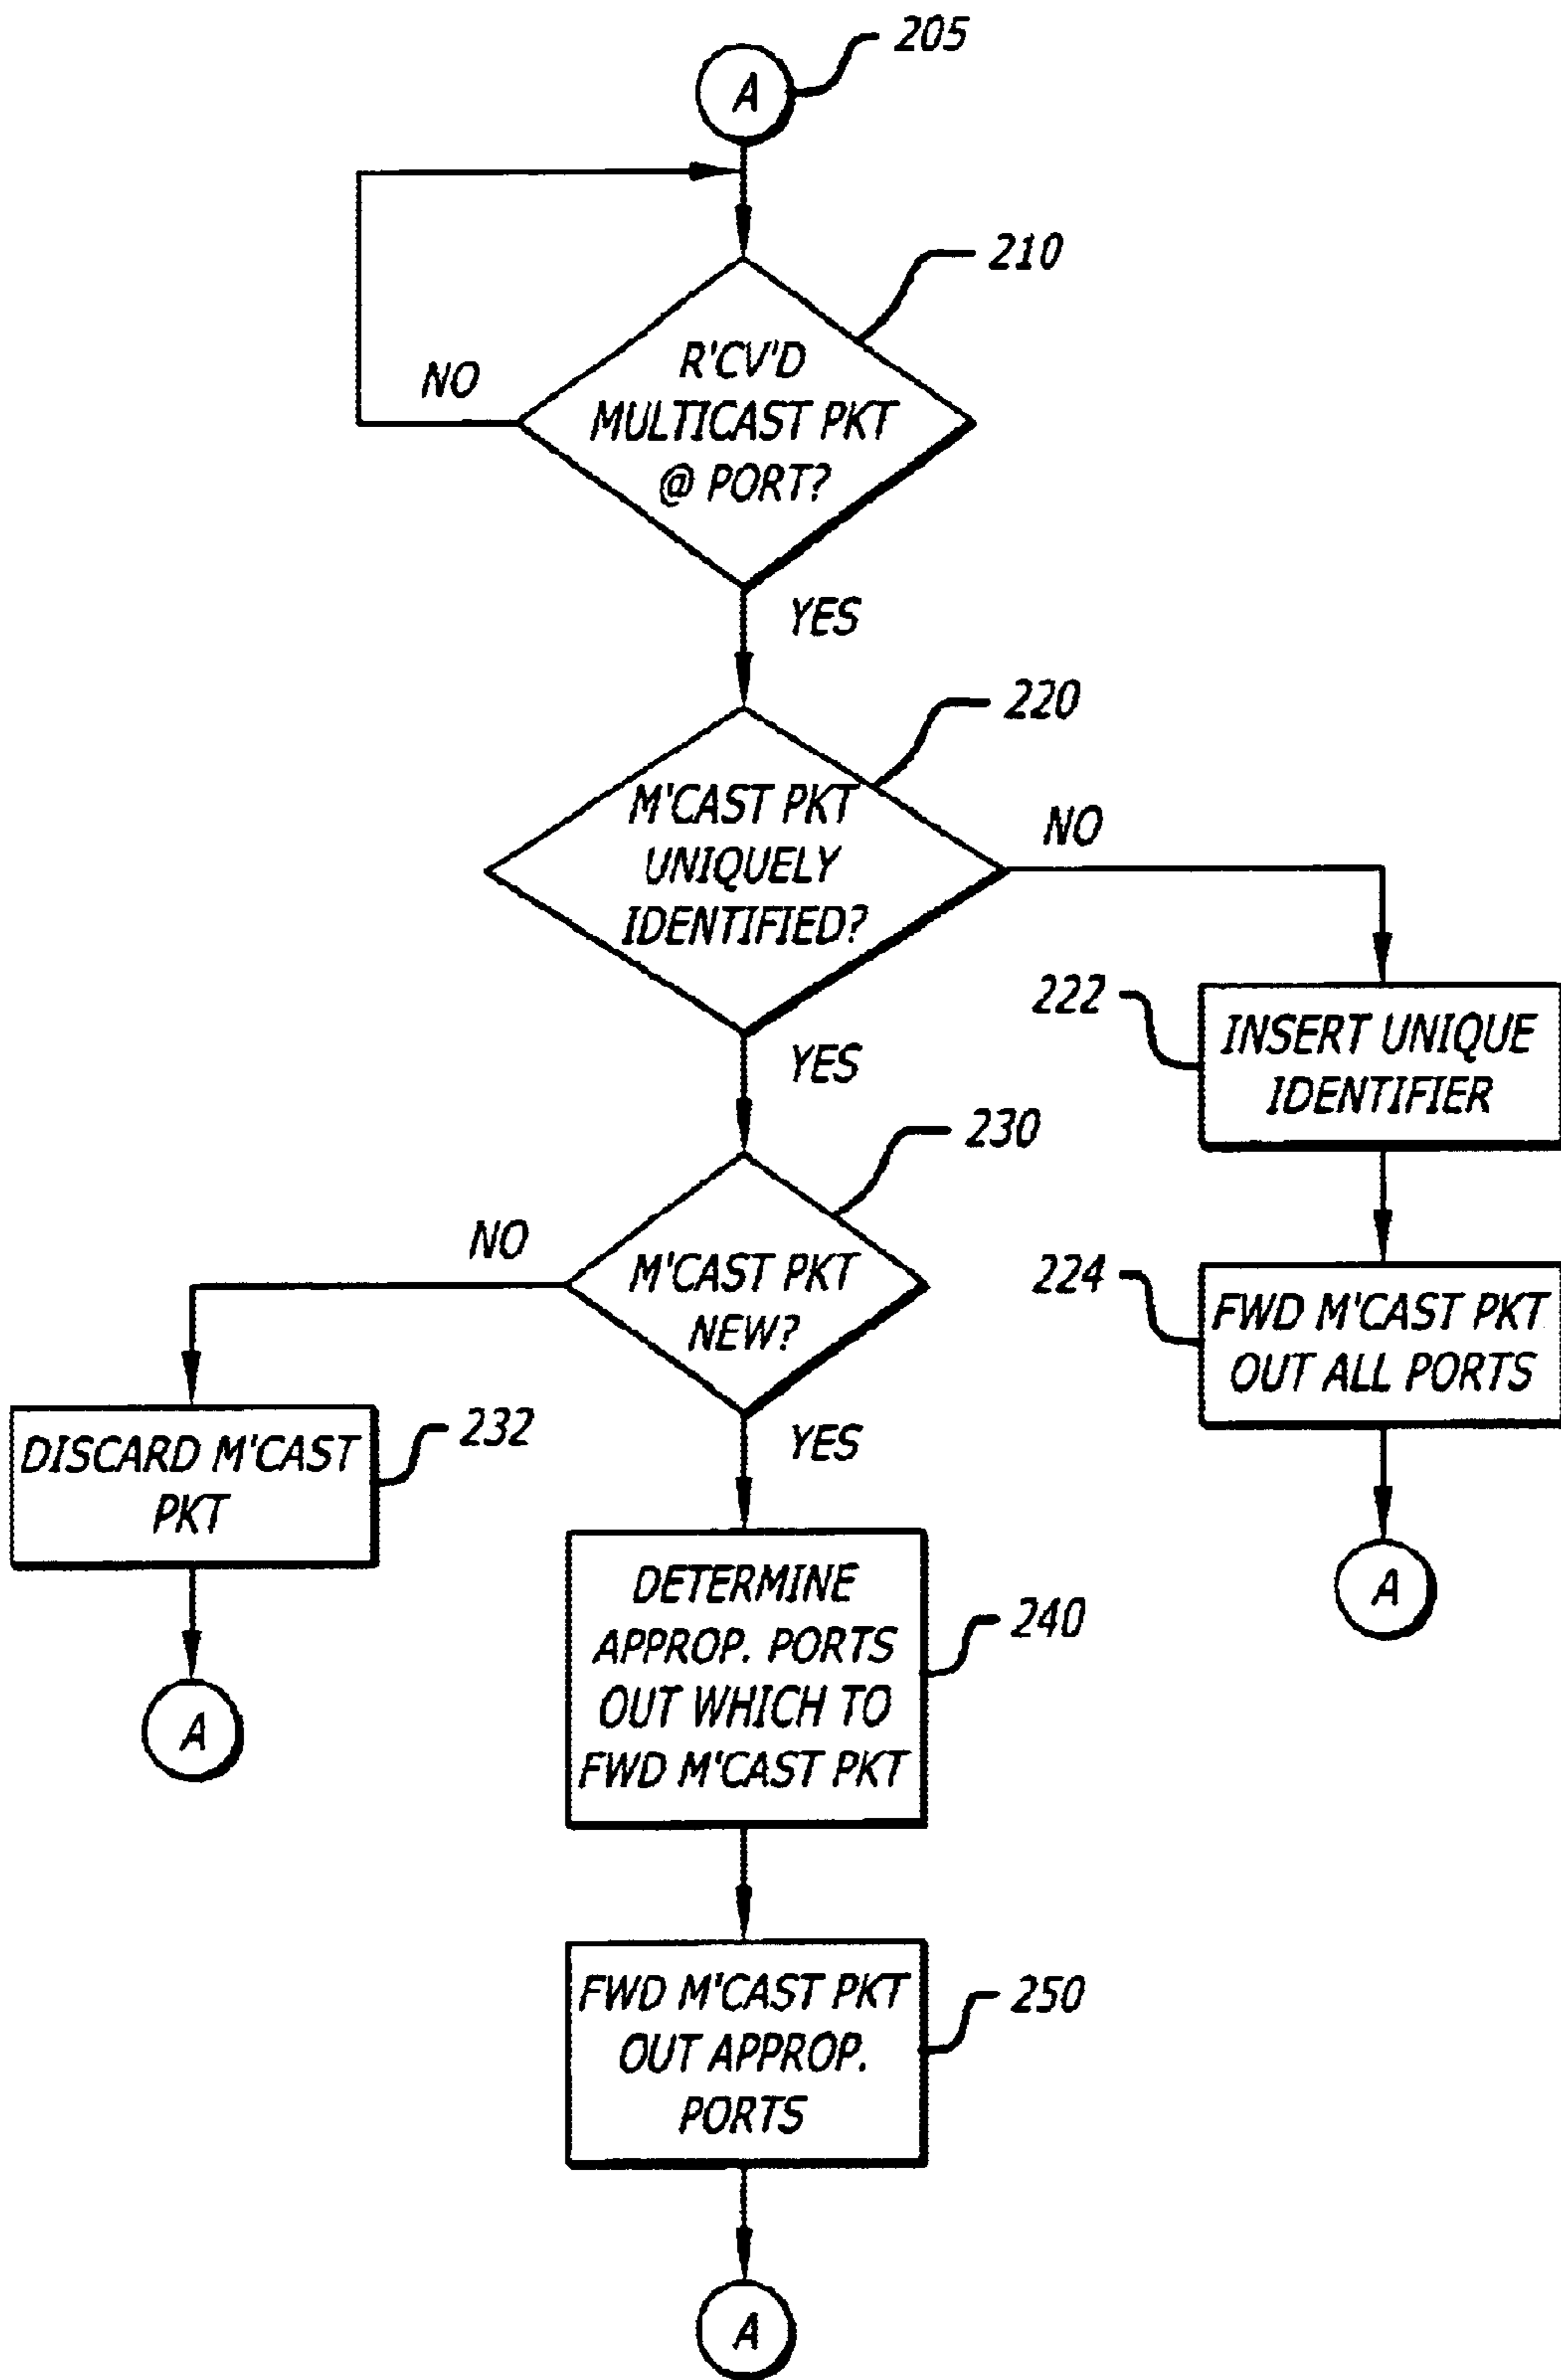 A
205
210
R'CV'D
MULTICAST PKT
@ PORT?
NO
YES
220
M'CAST PKT
UNIQUELY
IDENTIFIED?
NO
YES
222
INSERT UNIQUE
IDENTIFIER
224
FWD M'CAST PKT
OUT ALL PORTS
A
230
M'CAST PKT
NEW?
NO
YES
232
DISCARD M'CAST
PKT
A
240
DETERMINE
APPROP. PORTS
OUT WHICH TO
FWD M'CAST PKT
250
FWD M'CAST PKT
OUT APPROP.
PORTS
A